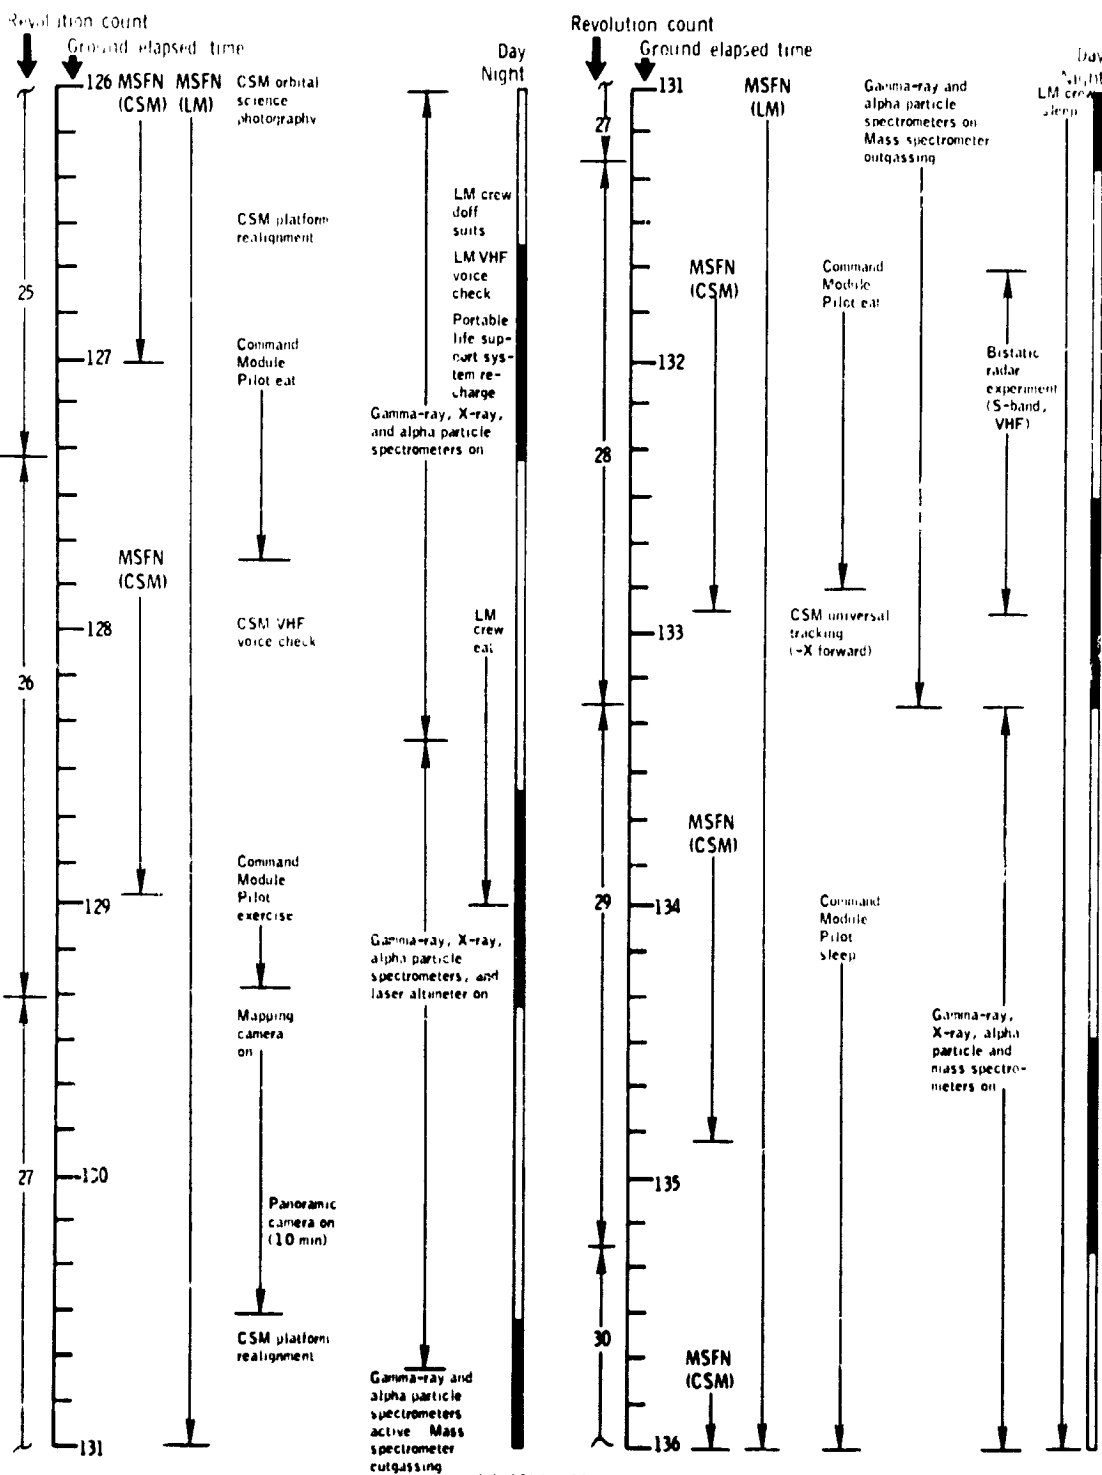 Revolution count
Ground elapsed time
Day
Night
126
MSFN
(CSM)
MSFN
(LM)
CSM orbital
science
photography
LM crew
doff
suits
CSM platform
realignment
LM VHF
voice
check
25
Portable
life sup-
port sys-
tem re-
charge
Command
Module
Pilot eat
127
Gamma-ray, X-ray,
and alpha particle
spectrometers on
MSFN
(CSM)
LM
crew
eat
CSM VHF
voice check
128
26
Command
Module
Pilot
exercise
129
Gamma-ray, X-ray,
alpha particle
spectrometers, and
laser altimeter on
Mapping
camera
on
27
130
Panoramic
camera on
(10 min)
CSM platform
realignment
Gamma-ray and
alpha particle
spectrometers
active Mass
spectrometer
outgassing
131
Revolution count
Ground elapsed time
Day
Night
131
MSFN
(LM)
Gamma-ray and
alpha particle
spectrometers on
Mass spectrometer
outgassing
LM crew
sleep
27
MSFN
(CSM)
Command
Module
Pilot eat
132
Bistatic
radar
experiment
(S-band,
VHF)
28
CSM universal
tracking
(-X forward)
133
MSFN
(CSM)
29
134
Command
Module
Pilot
sleep
Gamma-ray,
X-ray, alpha
particle and
mass spectro-
meters on
135
30
MSFN
(CSM)
136